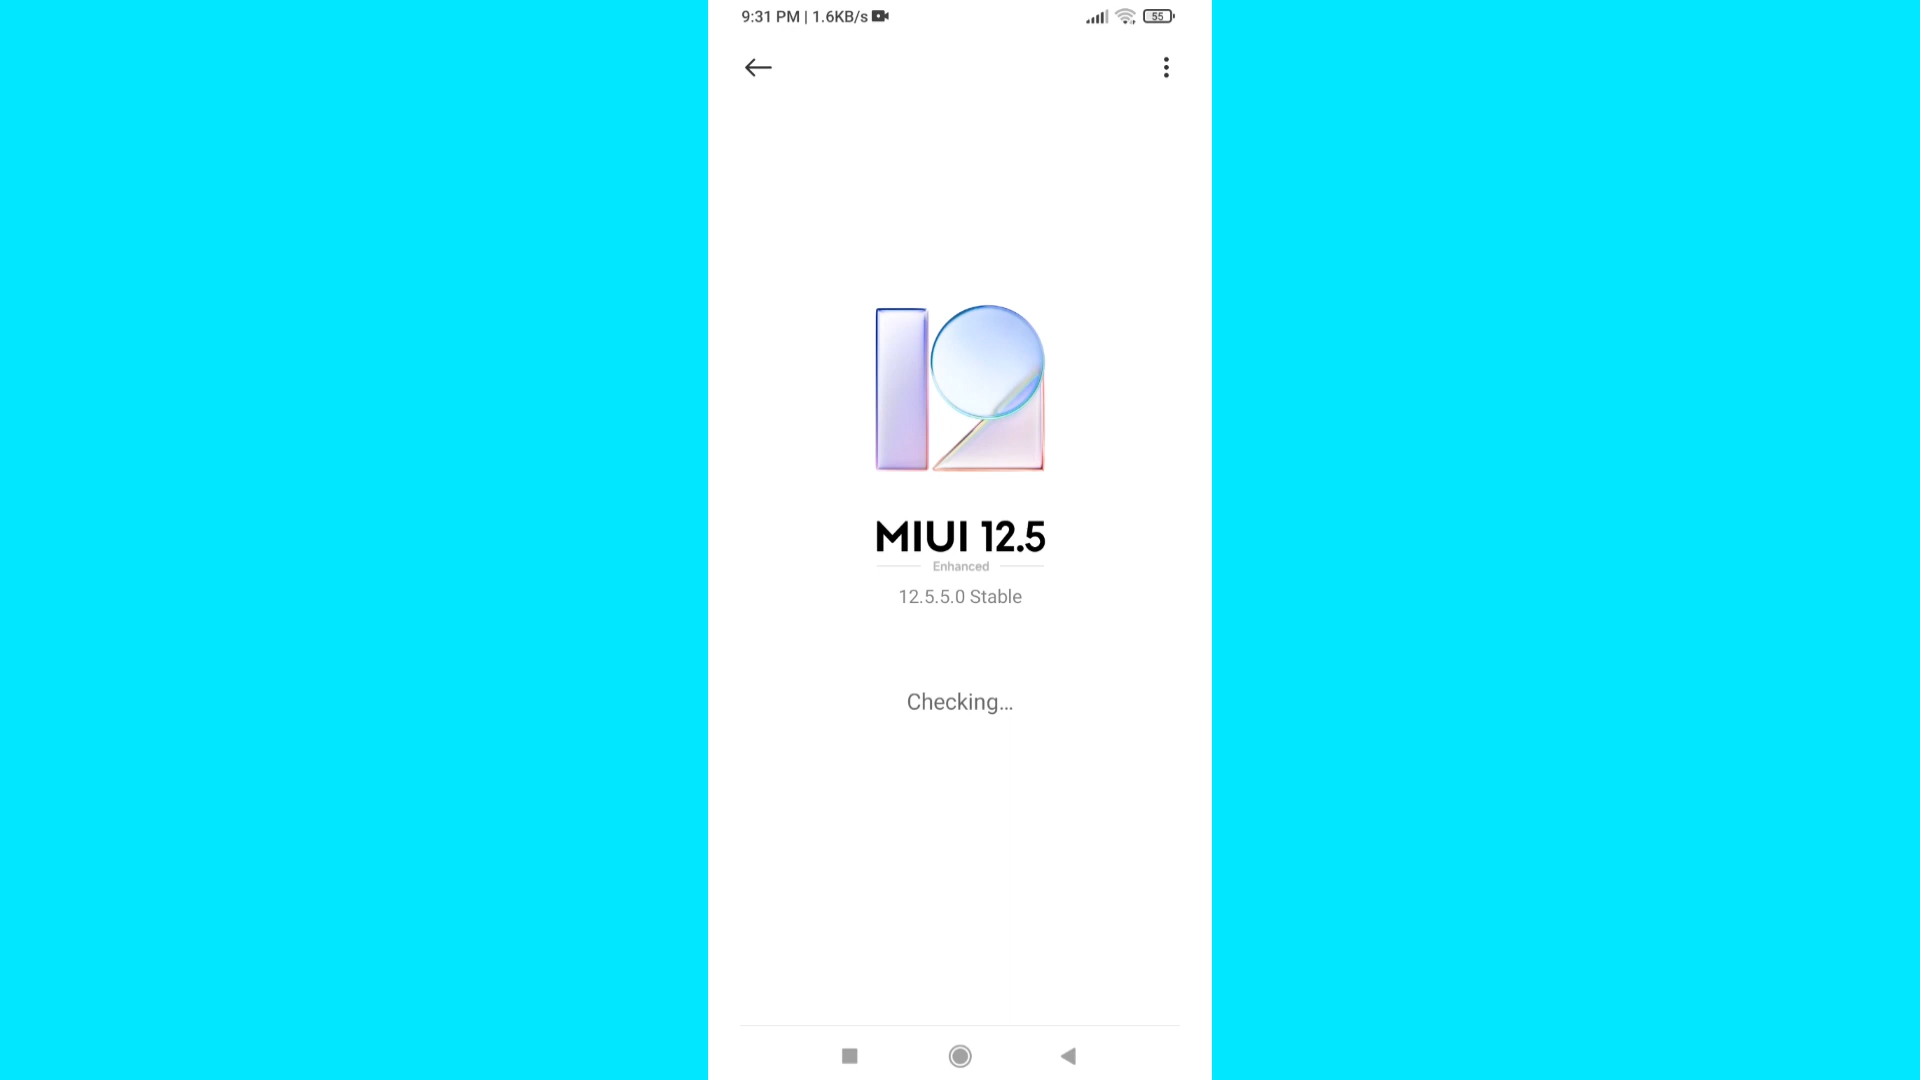 9:31 PM | 1.6KB/s
55
MIUI 12.5
Enhanced
12.5.5.0 Stable
Checking...